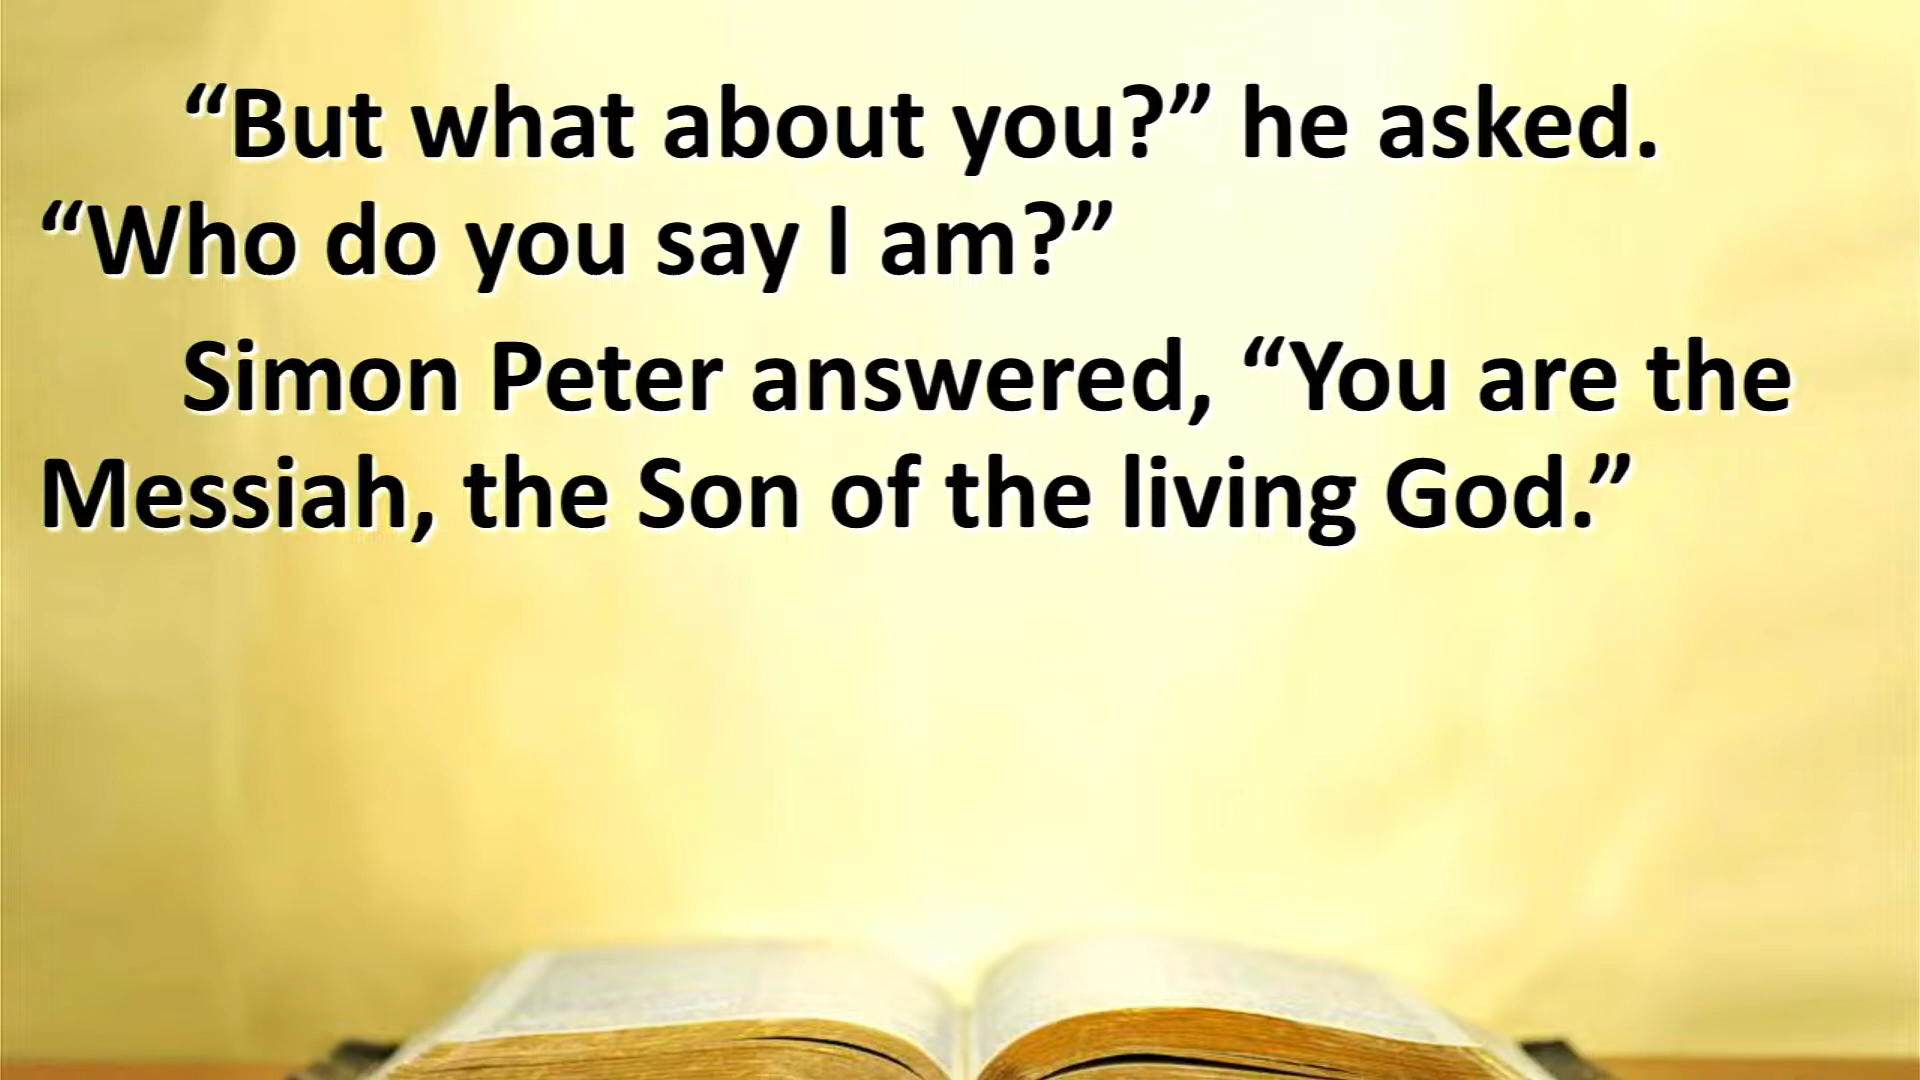 “But what about you?” he asked.
“Who do you say I am?”
Simon Peter answered, “You are the
Messiah, the Son of the living God.”